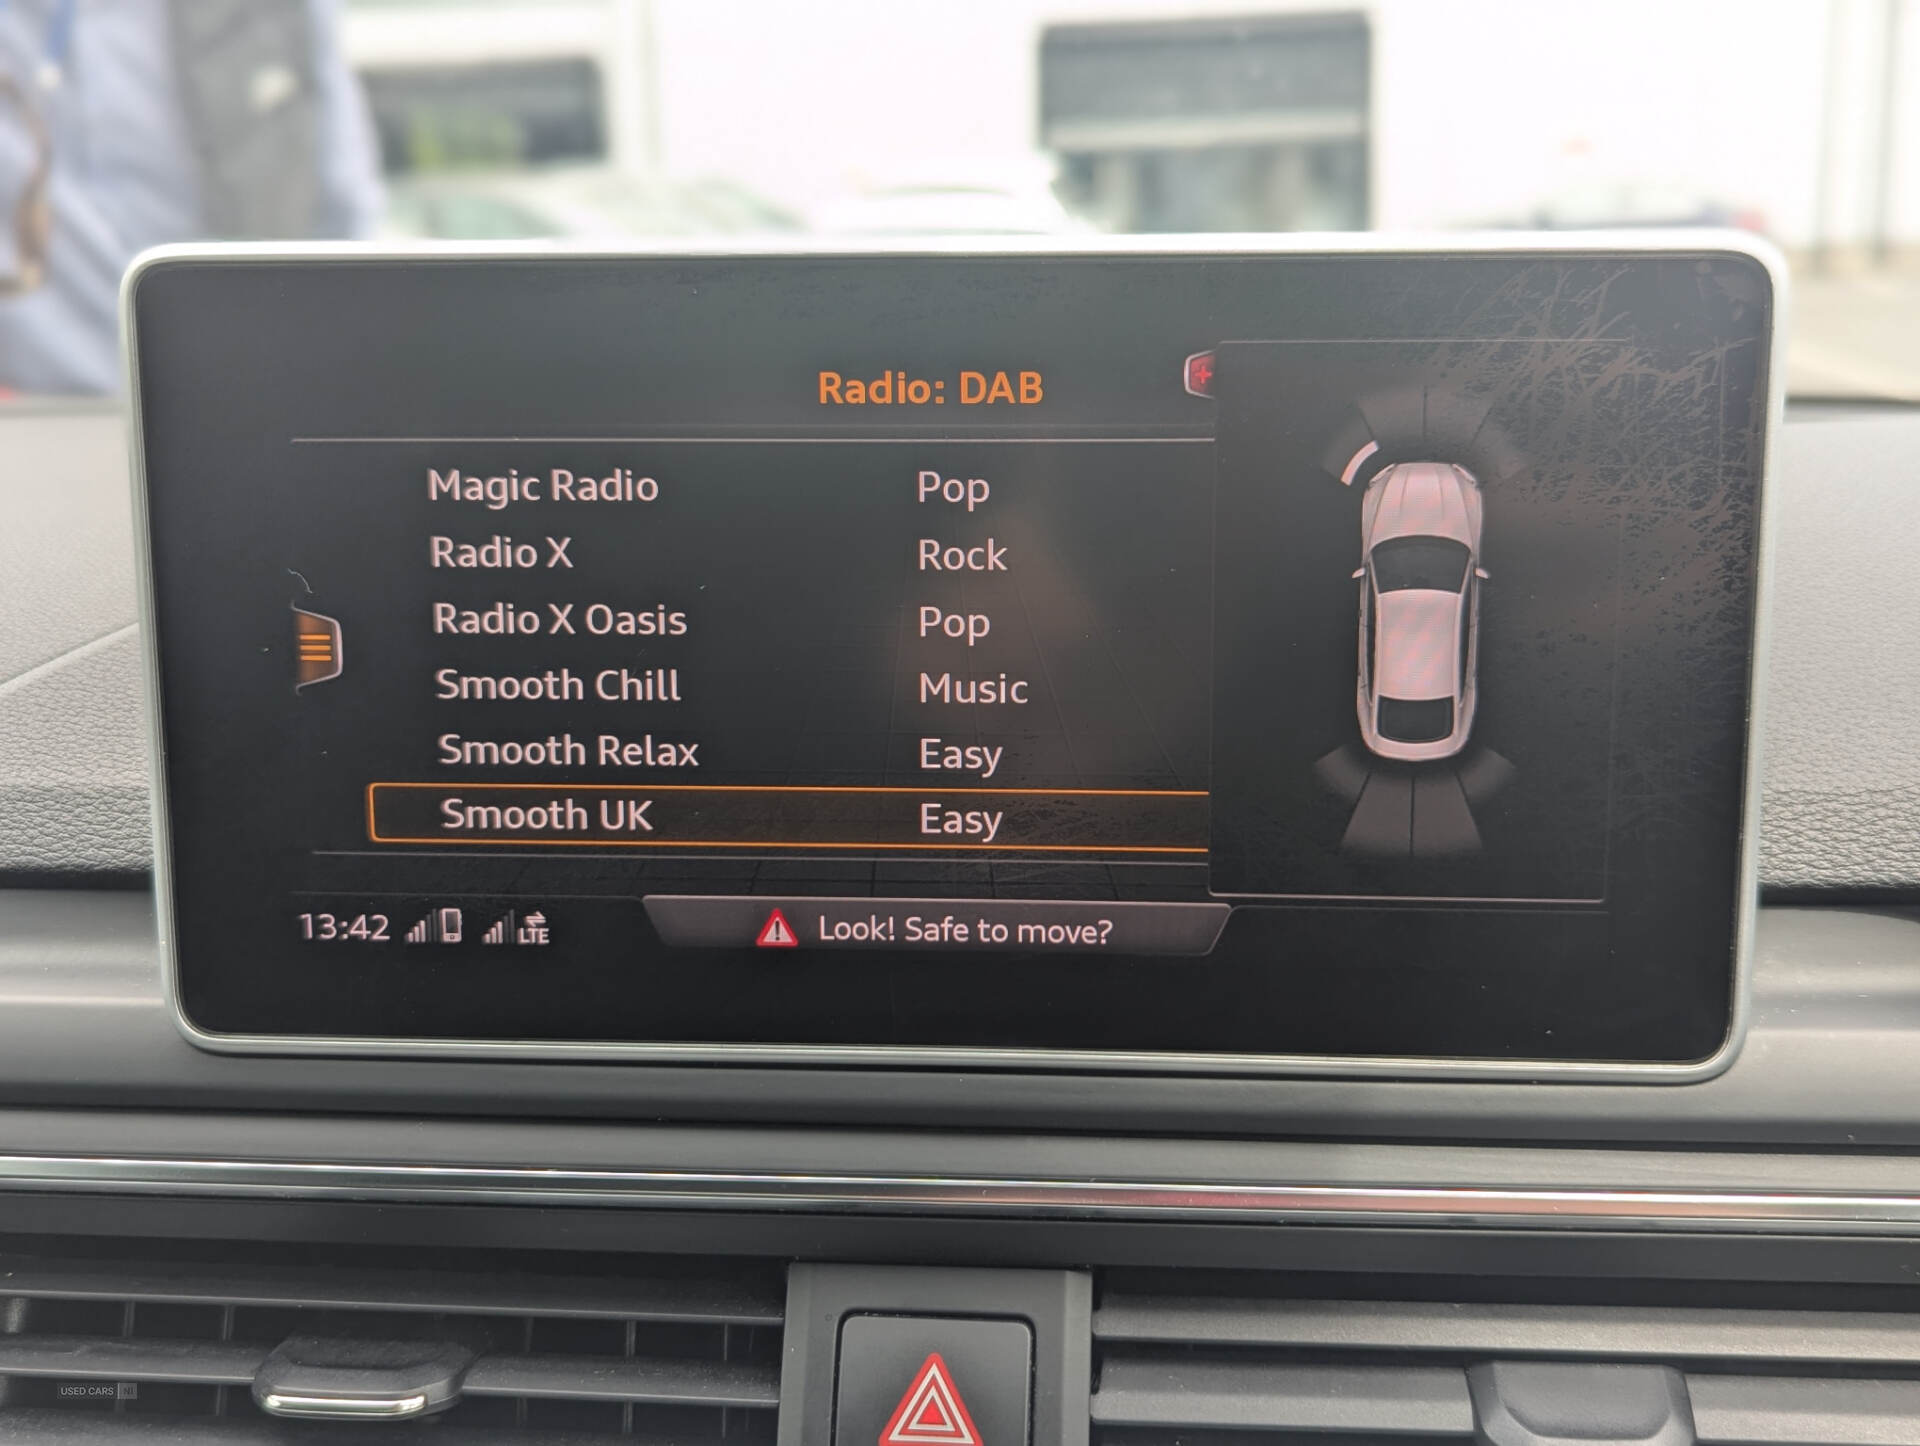 Radio: DAB
Magic Radio Pop
Radio X Rock
Radio X Oasis Pop
Smooth Chill Music
Smooth Relax Easy
Smooth UK Easy
13:42 LTE Look! Safe to move?
USED CARS NI